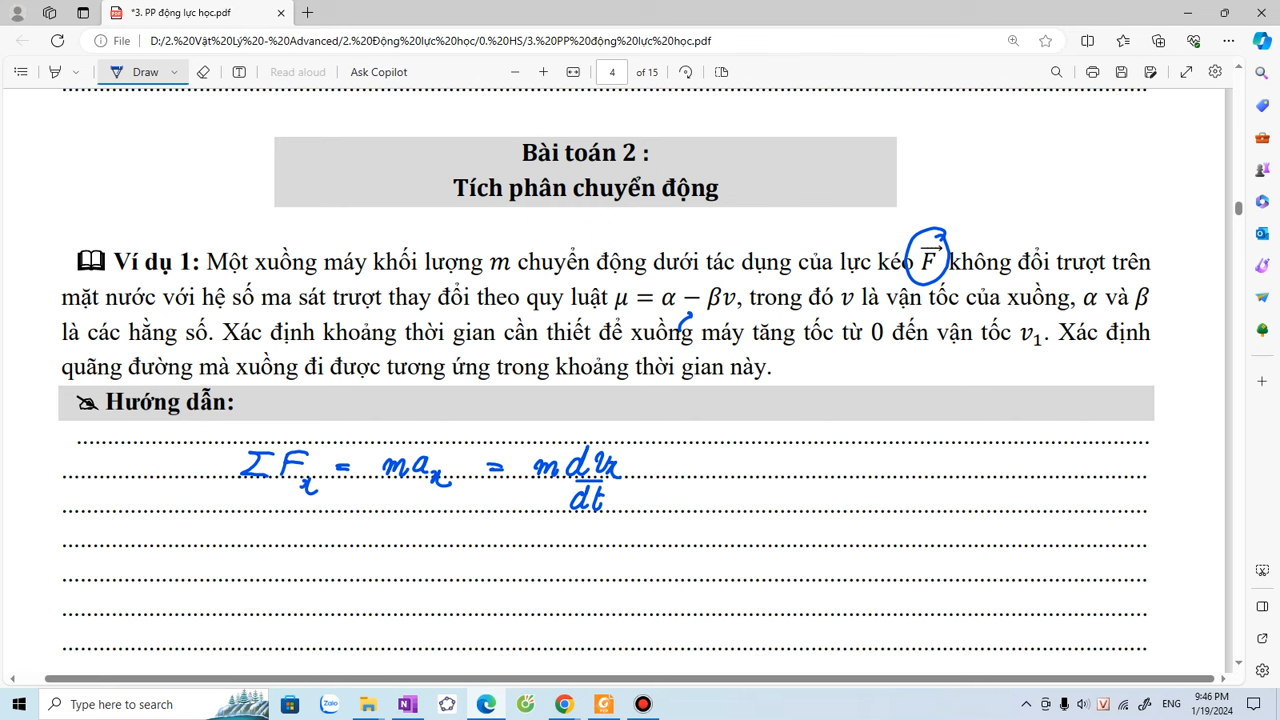 *3. PP động lực học.pdf
File
D:/2.%20Vật%20Lý%20-%20Advanced/2.%20Động%20lực%20học/0.%20HS/3.%20PP%20động%20lực%20học.pdf
Draw
Read aloud
Ask Copilot
4 of 15
Bài toán 2 :
Tích phân chuyển động
Ví dụ 1: Một xuồng máy khối lượng m chuyển động dưới tác dụng của lực kéo F⃗ không đổi trượt trên
mặt nước với hệ số ma sát trượt thay đổi theo quy luật μ = α − βv, trong đó v là vận tốc của xuồng, α và β
là các hằng số. Xác định khoảng thời gian cần thiết để xuồng máy tăng tốc từ 0 đến vận tốc v₁. Xác định
quãng đường mà xuồng đi được tương ứng trong khoảng thời gian này.
Hướng dẫn:
ΣFₓ = maₓ = m dvₓ/dt
Type here to search
Zalo
ENG
9:46 PM
1/19/2024